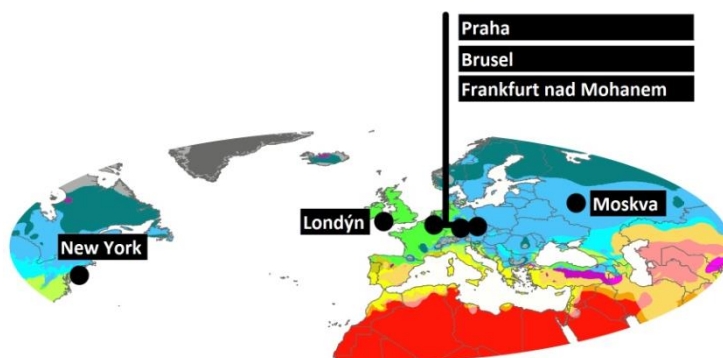 Praha
Brusel
Frankfurt nad Mohanem
Londýn
Moskva
New York